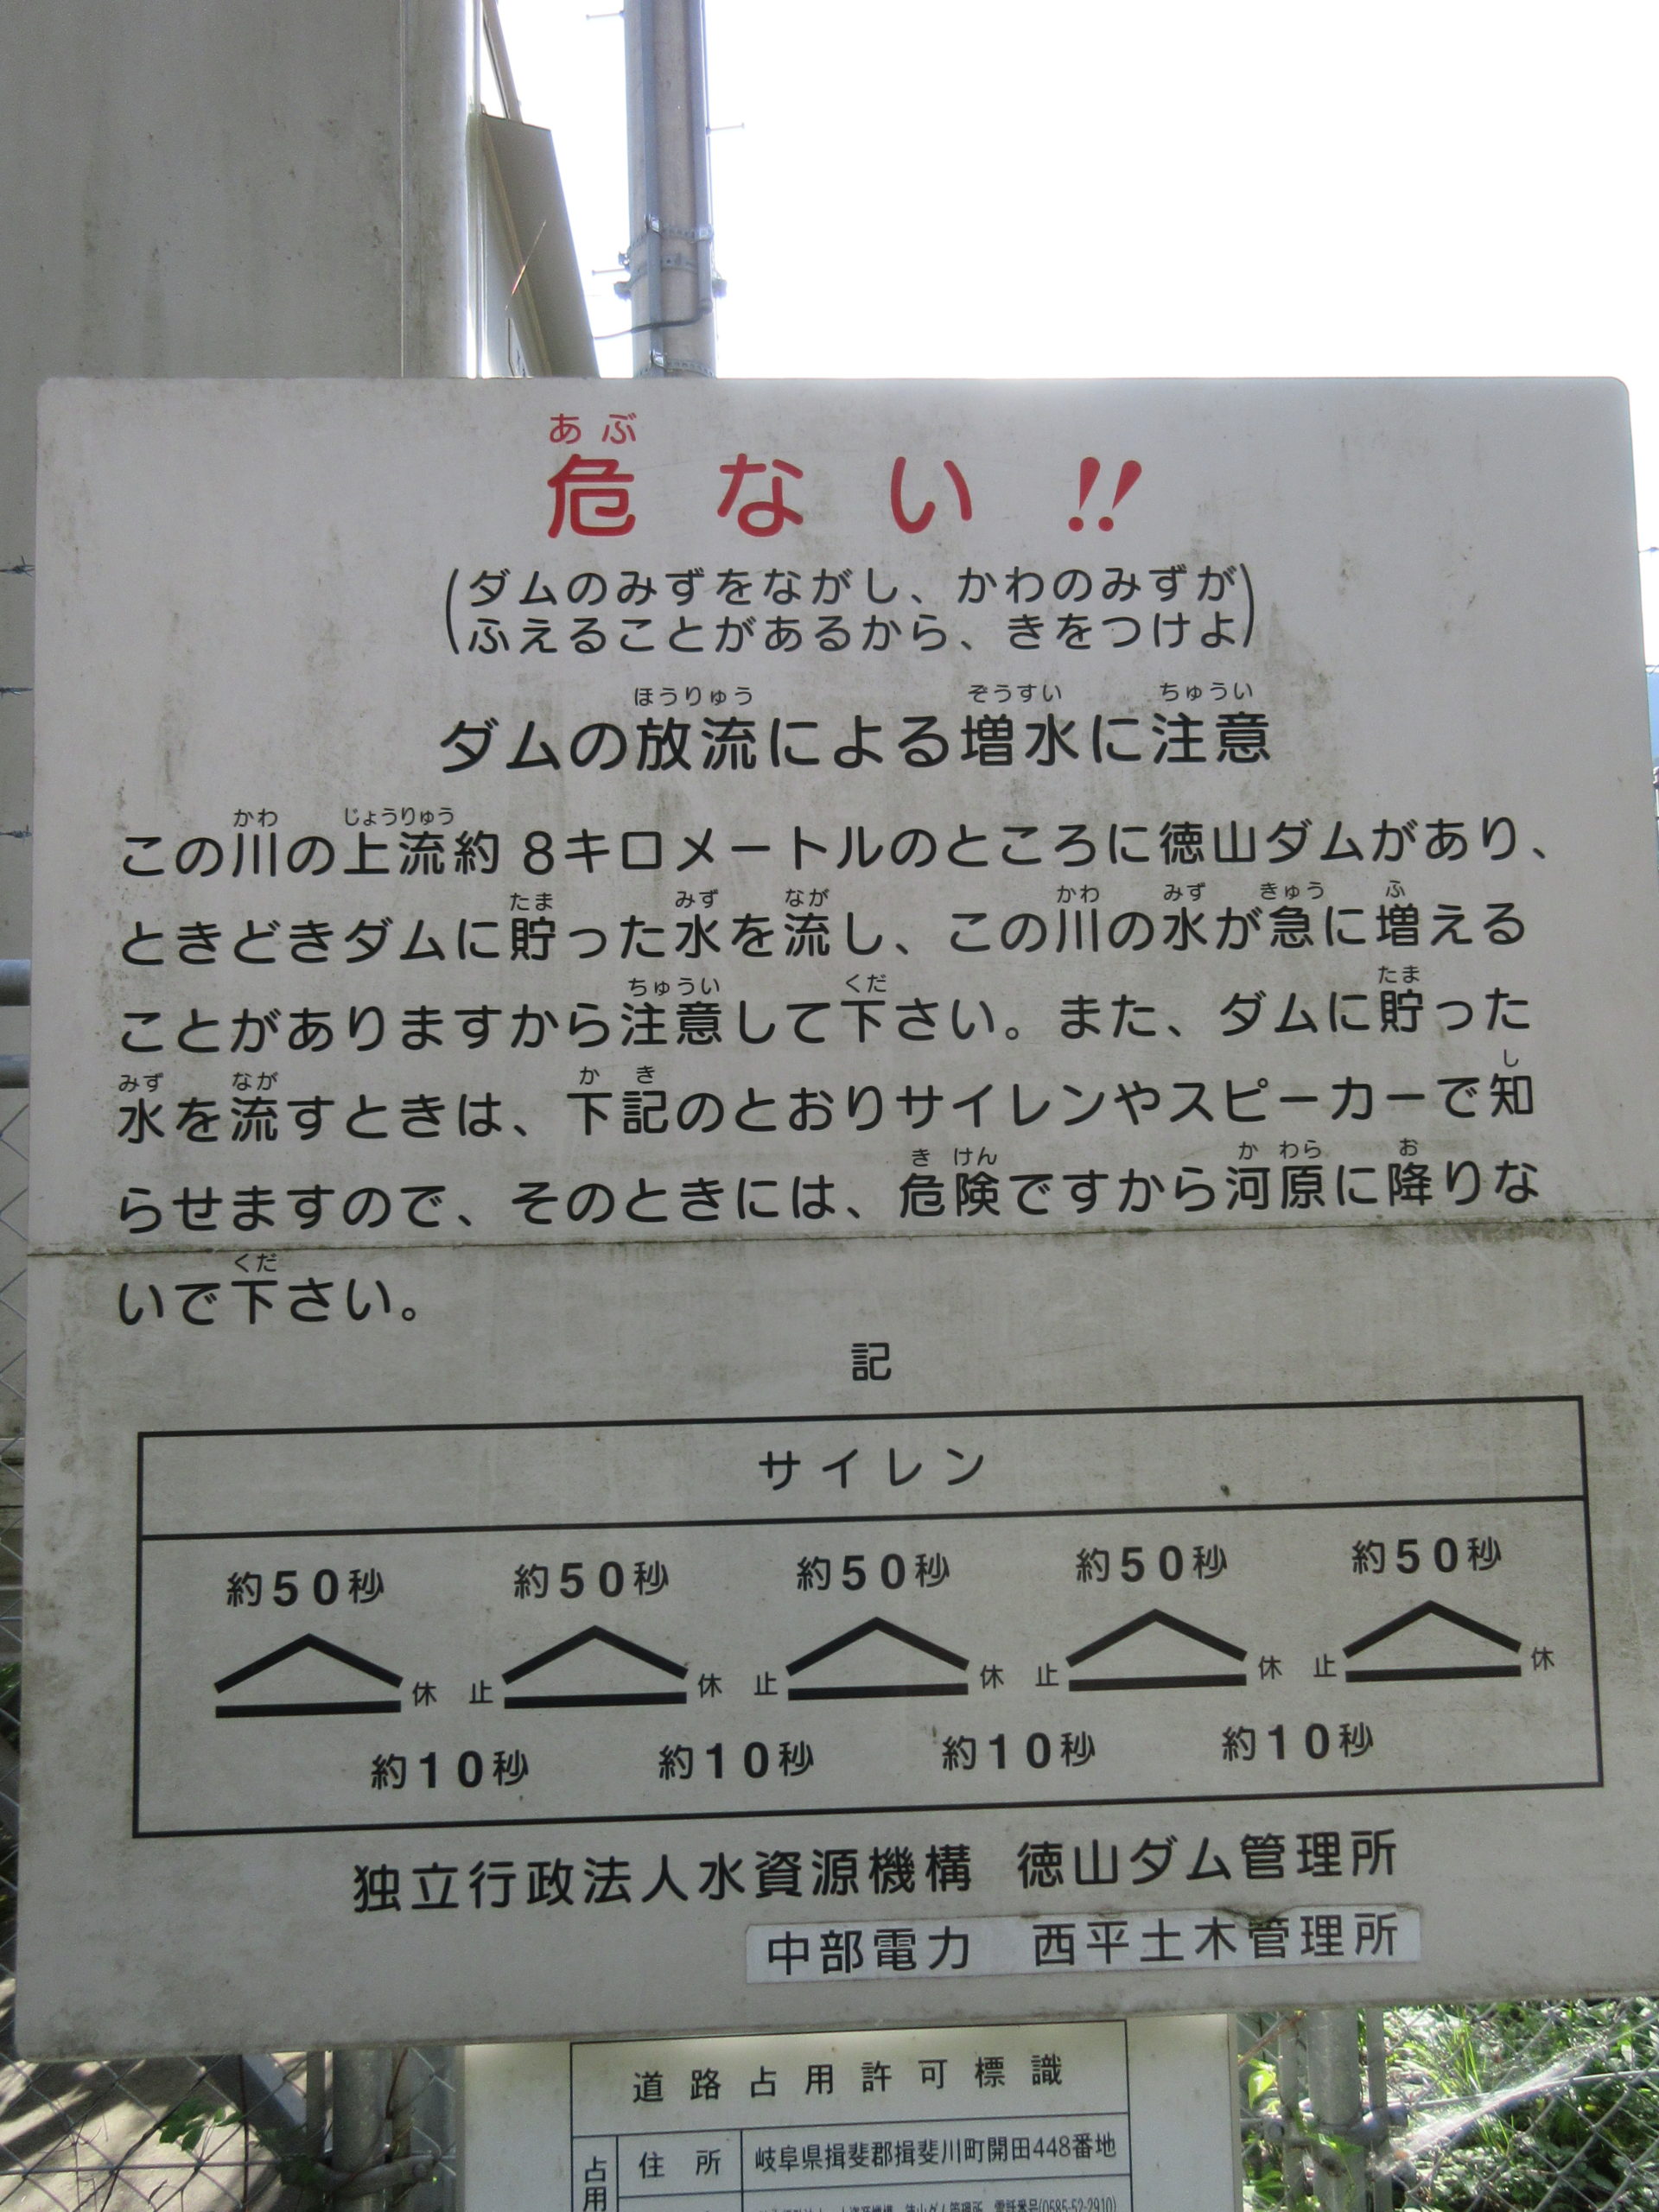 あぶ
危ない!!
(ダムのみずをながし、かわのみずが
ふえることがあるから、きをつけよ)
ほうりゅう ぞうすい ちゅうい
ダムの放流による増水に注意
かわ じょうりゅう
この川の上流約8キロメートルのところに徳山ダムがあり、
たま みず なが かわ みず きゅう ふ
ときどきダムに貯った水を流し、この川の水が急に増える
ちゅうい くだ たま
ことがありますから注意して下さい。また、ダムに貯った
みず なが か き し
水を流すときは、下記のとおりサイレンやスピーカーで知
き けん か わら お
らせますので、そのときには、危険ですから河原に降りな
くだ
いで下さい。
記
サイレン
約50秒 約50秒 約50秒 約50秒 約50秒
休止 休止 休止 休止 休
約10秒 約10秒 約10秒 約10秒
独立行政法人水資源機構 徳山ダム管理所
中部電力 西平土木管理所
道路占用許可標識
占用
住所 岐阜県揖斐郡揖斐川町開田448番地
徳山ダム管理所 電話番号(0585-52-2910)